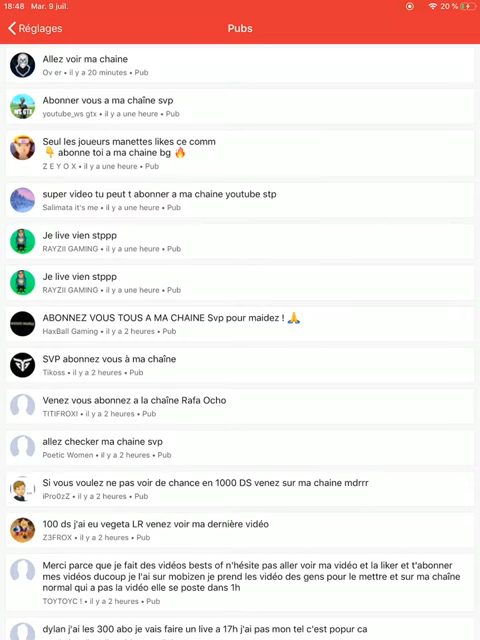 18:48 Mar. 9 juil. 20 %
Réglages Pubs
Allez voir ma chaine
Ov er • il y a 20 minutes • Pub
Abonner vous a ma chaîne svp
youtube_ws gtx • il y a une heure • Pub
Seul les joueurs manettes likes ce comm
👇 abonne toi a ma chaine bg 🔥
Z E Y O X • il y a une heure • Pub
super video tu peut t abonner a ma chaine youtube stp
Salimata it's me • il y a une heure • Pub
Je live vien stppp
RAYZII GAMING • il y a une heure • Pub
Je live vien stppp
RAYZII GAMING • il y a une heure • Pub
ABONNEZ VOUS TOUS A MA CHAINE Svp pour maidez ! 🙏
HaxBall Gaming • il y a 2 heures • Pub
SVP abonnez vous à ma chaîne
Tikoss • il y a 2 heures • Pub
Venez vous abonnez a la chaîne Rafa Ocho
TITIFROXI • il y a 2 heures • Pub
allez checker ma chaine svp
Poetic Women • il y a 2 heures • Pub
Si vous voulez ne pas voir de chance en 1000 DS venez sur ma chaine mdrrr
iPro0zZ • il y a 2 heures • Pub
100 ds j'ai eu vegeta LR venez voir ma dernière vidéo
Z3FROX • il y a 2 heures • Pub
Merci parce que je fait des vidéos bests of n'hésite pas aller voir ma vidéo et la liker et t'abonner
mes vidéos ducoup je l'ai sur mobizen je prend les vidéo des gens pour le mettre et sur ma chaîne
normal qui a pas la vidéo elle se poste dans 1h
TOYTOYC ! • il y a 2 heures • Pub
dylan j'ai les 300 abo je vais faire un live a 17h j'ai pas mon tel c'est popur ca